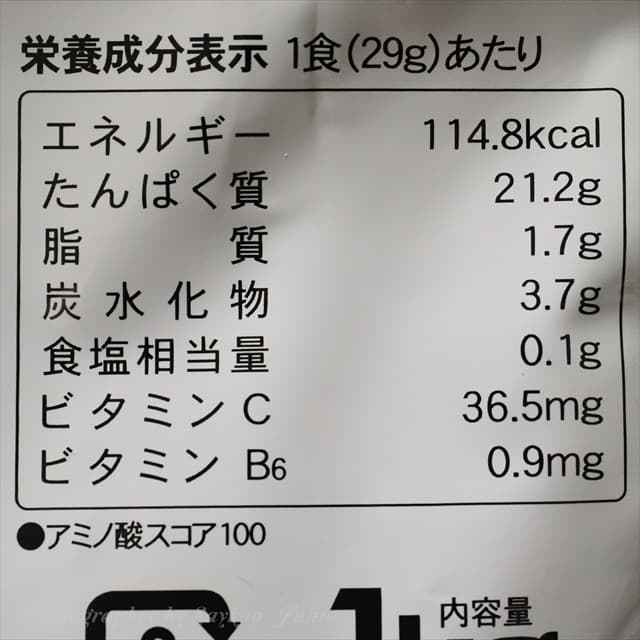 栄養成分表示 1食(29g)あたり
エネルギー 114.8kcal
たんぱく質 21.2g
脂質 1.7g
炭水化物 3.7g
食塩相当量 0.1g
ビタミンC 36.5mg
ビタミン B6 0.9mg
●アミノ酸スコア100
内容量